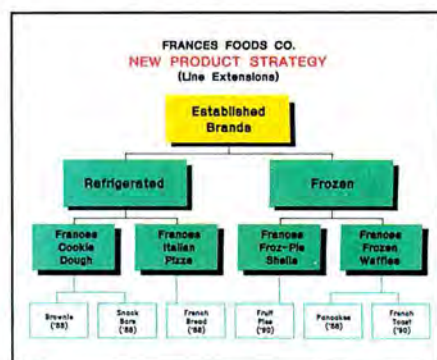 FRANCES FOODS CO.
NEW PRODUCT STRATEGY
(Line Extensions)
Established
Brands
Refrigerated
Frozen
Frances
Cookie
Dough
Frances
Italian
Pizza
Frances
Froz-Pie
Shells
Frances
Frozen
Waffles
Brownie
('88)
Snack
Bars
('88)
French
Bread
('88)
Fruit
Pies
('90)
Pancakes
('88)
French
Toast
('90)